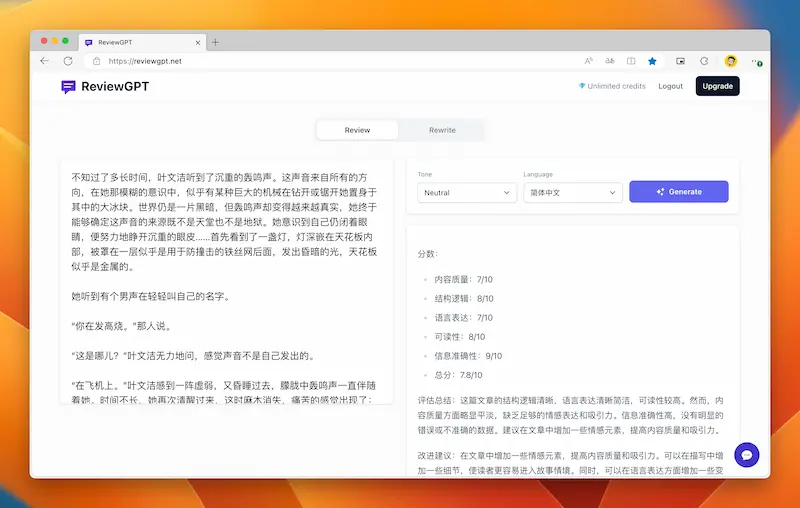 ReviewGPT
https://reviewgpt.net
ReviewGPT
Unlimited credits
Logout
Upgrade
Review
Rewrite
不知过了多长时间，叶文洁听到了沉重的轰鸣声。这声音来自所有的方
向，在她那模糊的意识中，似乎有某种巨大的机械在钻开或锯开她置身于
其中的大冰块。世界仍是一片黑暗，但轰鸣声却变得越来越真实，她终于
能够确定这声音的来源既不是天堂也不是地狱。她意识到自己仍闭着眼
睛，便努力地睁开沉重的眼皮……首先看到了一盏灯，灯深嵌在天花板内
部，被罩在一层似乎是用于防撞击的铁丝网后面，发出昏暗的光，天花板
似乎是金属的。
她听到有个男声在轻轻叫自己的名字。
“你在发高烧。”那人说。
“这是哪儿？”叶文洁无力地问，感觉声音不是自己发出的。
“在飞机上。”叶文洁感到一阵虚弱，又昏睡过去，朦胧中轰鸣声一直伴随
着她。时间不长，她再次清醒过来，这时麻木消失，痛苦的感觉出现了：
Tone
Language
Neutral
简体中文
Generate
分数：
内容质量：7/10
结构逻辑：8/10
语言表达：7/10
可读性：8/10
信息准确性：9/10
总分：7.8/10
评估总结：这篇文章的结构逻辑清晰，语言表达清晰简洁，可读性较高。然而，内
容质量方面略显平淡，缺乏足够的情感表达和吸引力。信息准确性高，没有明显的
错误或不准确的数据。建议在文章中增加一些情感元素，提高内容质量和吸引力。
改进建议：在文章中增加一些情感元素，提高内容质量和吸引力。可以在描写中增
加一些细节，使读者更容易进入故事情境。同时，可以在语言表达方面增加一些变